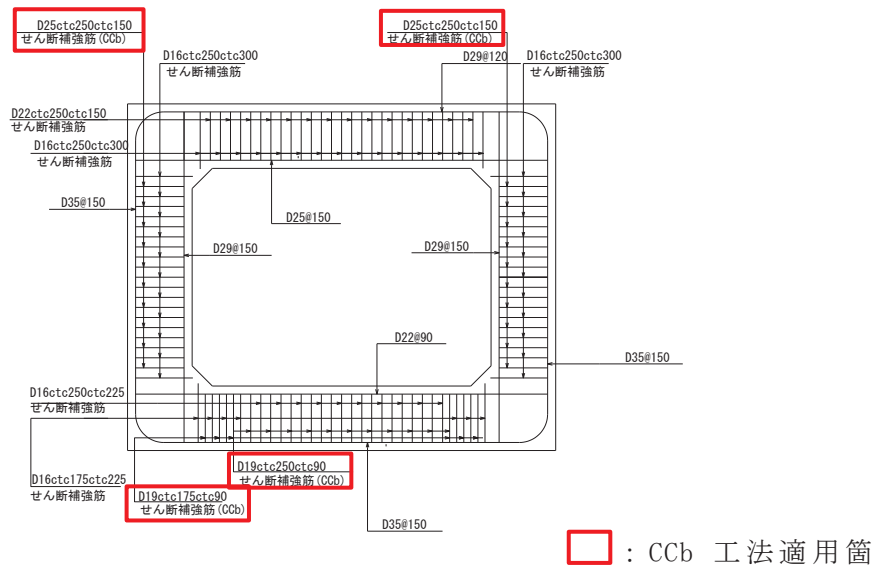 D25ctc250ctc150
せん断補強筋(CCb)
D25ctc250ctc150
せん断補強筋(CCb)
D16ctc250ctc300
せん断補強筋
D29@120
D16ctc250ctc300
せん断補強筋
D22ctc250ctc150
せん断補強筋
D16ctc250ctc300
せん断補強筋
D35@150
D25@150
D29@150
D29@150
D22@90
D35@150
D16ctc250ctc225
せん断補強筋
D19ctc250ctc90
せん断補強筋(CCb)
D16ctc175ctc225
せん断補強筋
D19ctc175ctc90
せん断補強筋(CCb)
D35@150
: CCb 工法適用箇